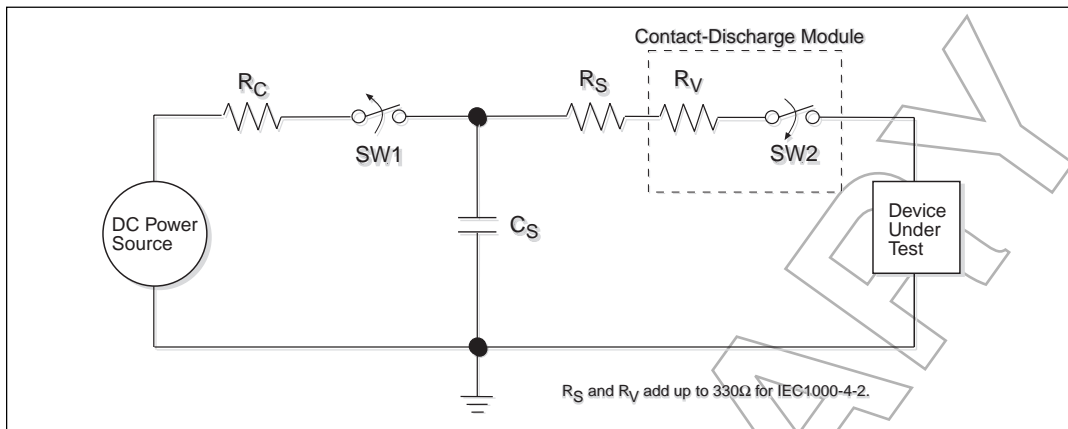 Contact-Discharge Module
RC
RS
RV
SW1
SW2
DC Power
Source
CS
Device
Under
Test
RS and RV add up to 330Ω for IEC1000-4-2.
ARY